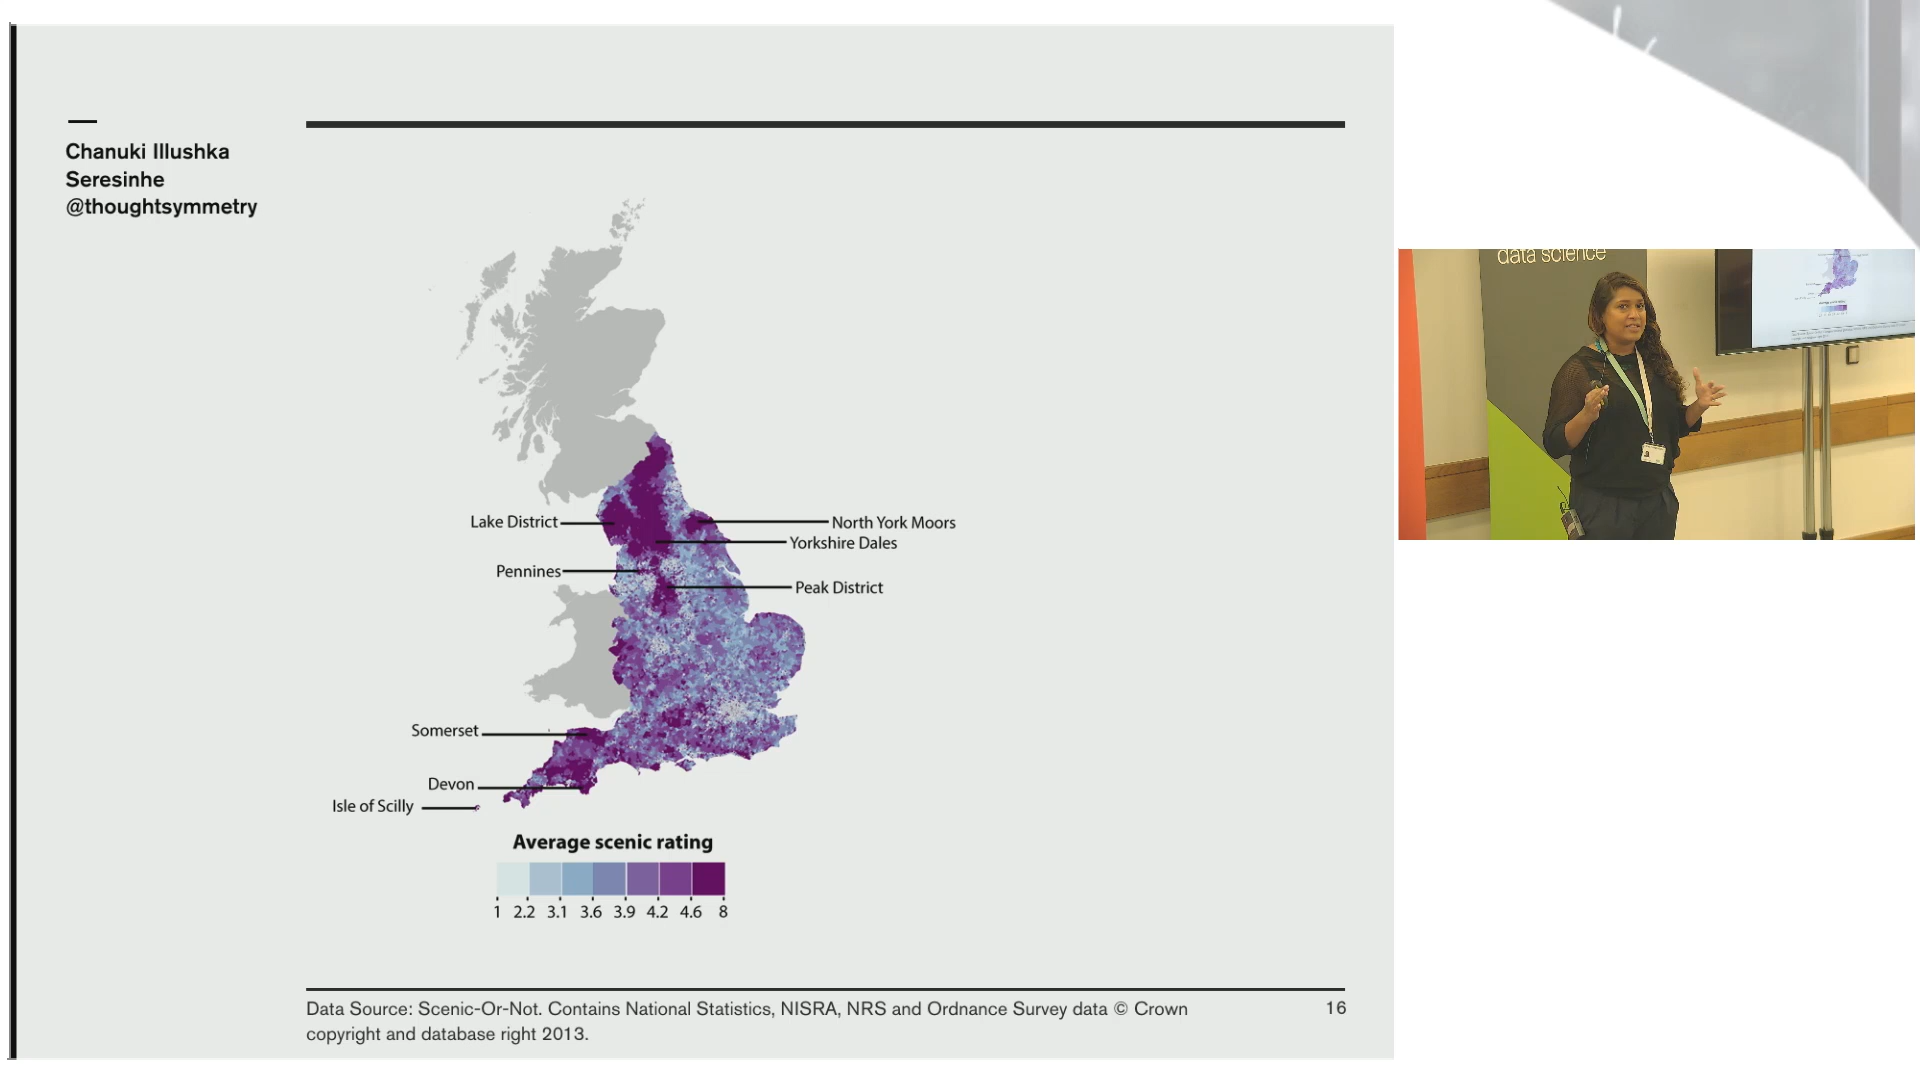 Chanuki Illushka
Seresinhe
@thoughtsymmetry
Lake District
North York Moors
Yorkshire Dales
Pennines
Peak District
Somerset
Devon
Isle of Scilly
Average scenic rating
1 2.2 3.1 3.6 3.9 4.2 4.6 8
Data Source: Scenic-Or-Not. Contains National Statistics, NISRA, NRS and Ordnance Survey data © Crown
copyright and database right 2013.
16
data science